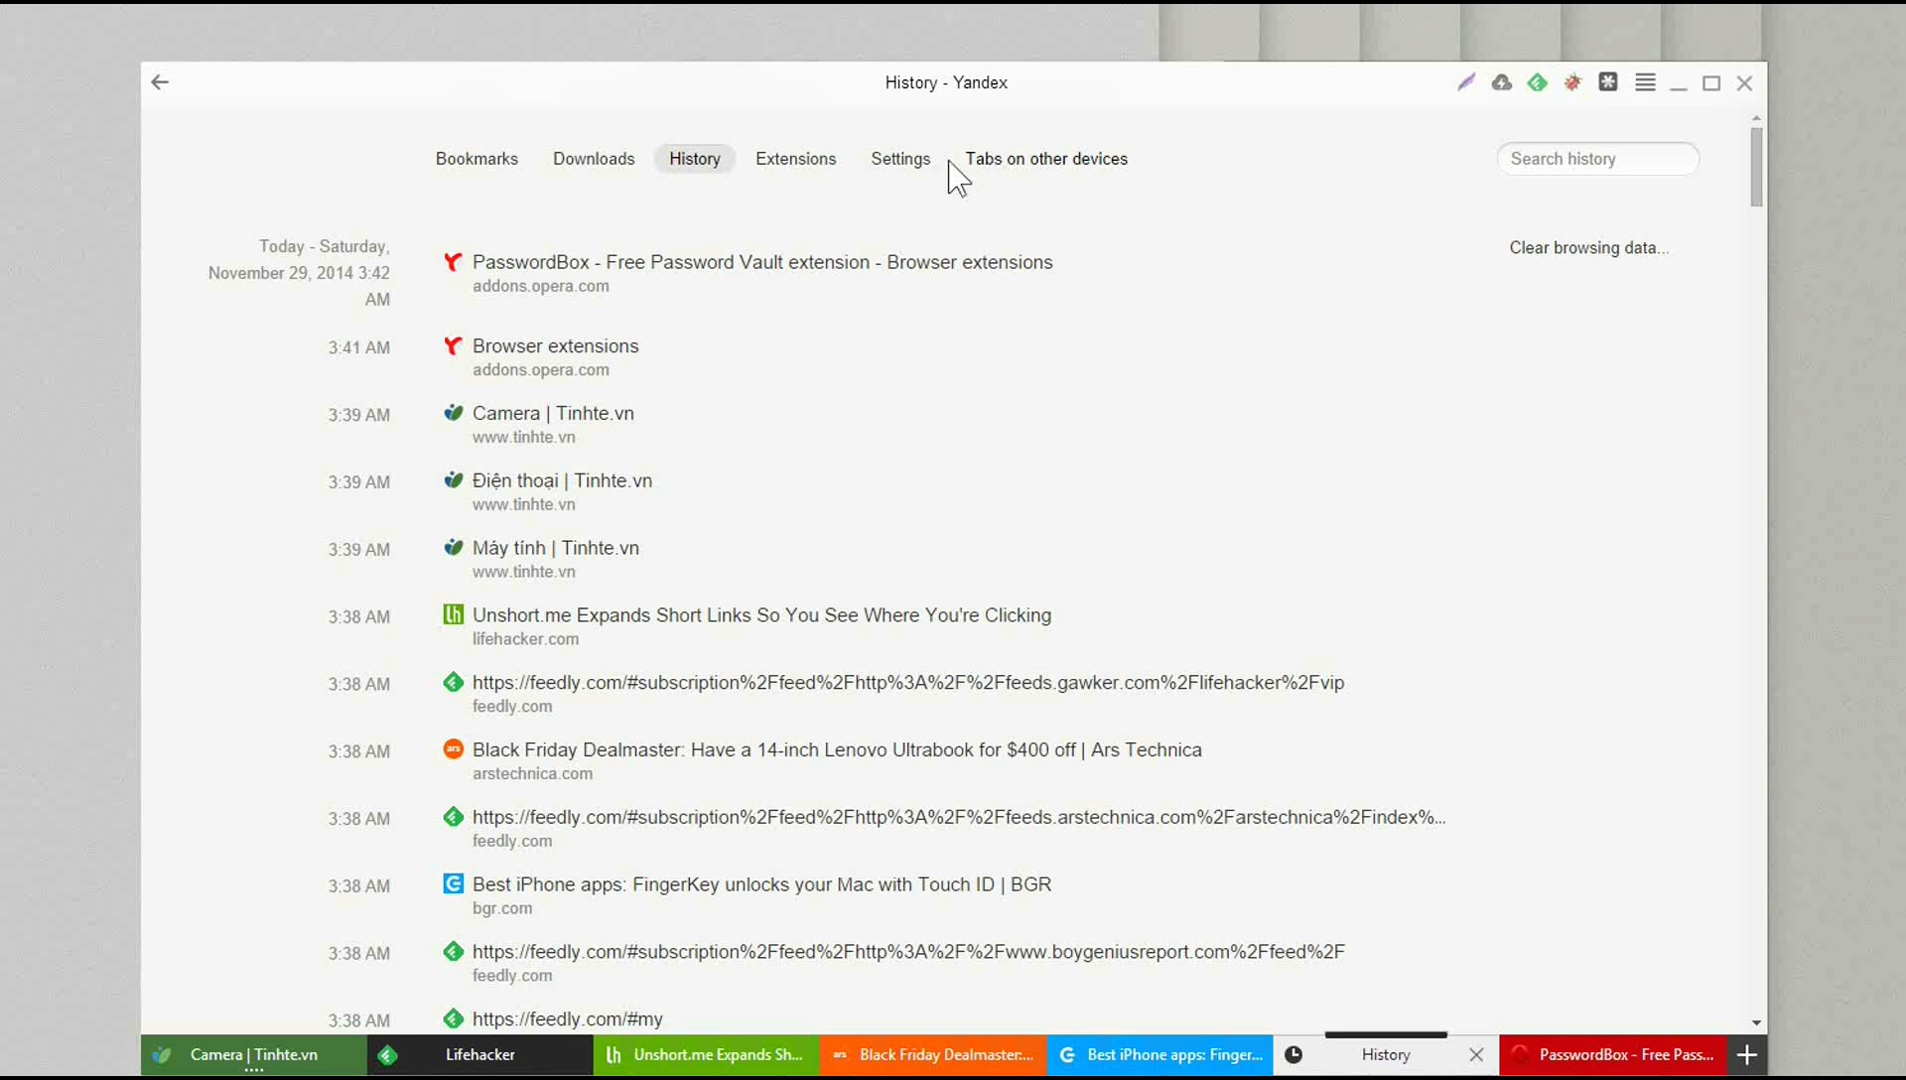 History - Yandex
Bookmarks Downloads History Extensions Settings Tabs on other devices Search history
Today - Saturday,
November 29, 2014 3:42
AM
PasswordBox - Free Password Vault extension - Browser extensions
addons.opera.com
Clear browsing data...
3:41 AM Browser extensions
addons.opera.com
3:39 AM Camera | Tinhte.vn
www.tinhte.vn
3:39 AM Điện thoại | Tinhte.vn
www.tinhte.vn
3:39 AM Máy tính | Tinhte.vn
www.tinhte.vn
3:38 AM lh Unshort.me Expands Short Links So You See Where You're Clicking
lifehacker.com
3:38 AM https://feedly.com/#subscription%2Ffeed%2Fhttp%3A%2F%2Ffeeds.gawker.com%2Flifehacker%2Fvip
feedly.com
3:38 AM ars Black Friday Dealmaster: Have a 14-inch Lenovo Ultrabook for $400 off | Ars Technica
arstechnica.com
3:38 AM https://feedly.com/#subscription%2Ffeed%2Fhttp%3A%2F%2Ffeeds.arstechnica.com%2Farstechnica%2Findex%...
feedly.com
3:38 AM Best iPhone apps: FingerKey unlocks your Mac with Touch ID | BGR
bgr.com
3:38 AM https://feedly.com/#subscription%2Ffeed%2Fhttp%3A%2F%2Fwww.boygeniusreport.com%2Ffeed%2F
feedly.com
3:38 AM https://feedly.com/#my
Camera | Tinhte.vn Lifehacker lh Unshort.me Expands Sh... ars Black Friday Dealmaster:... Best iPhone apps: Finger... History PasswordBox - Free Pass...